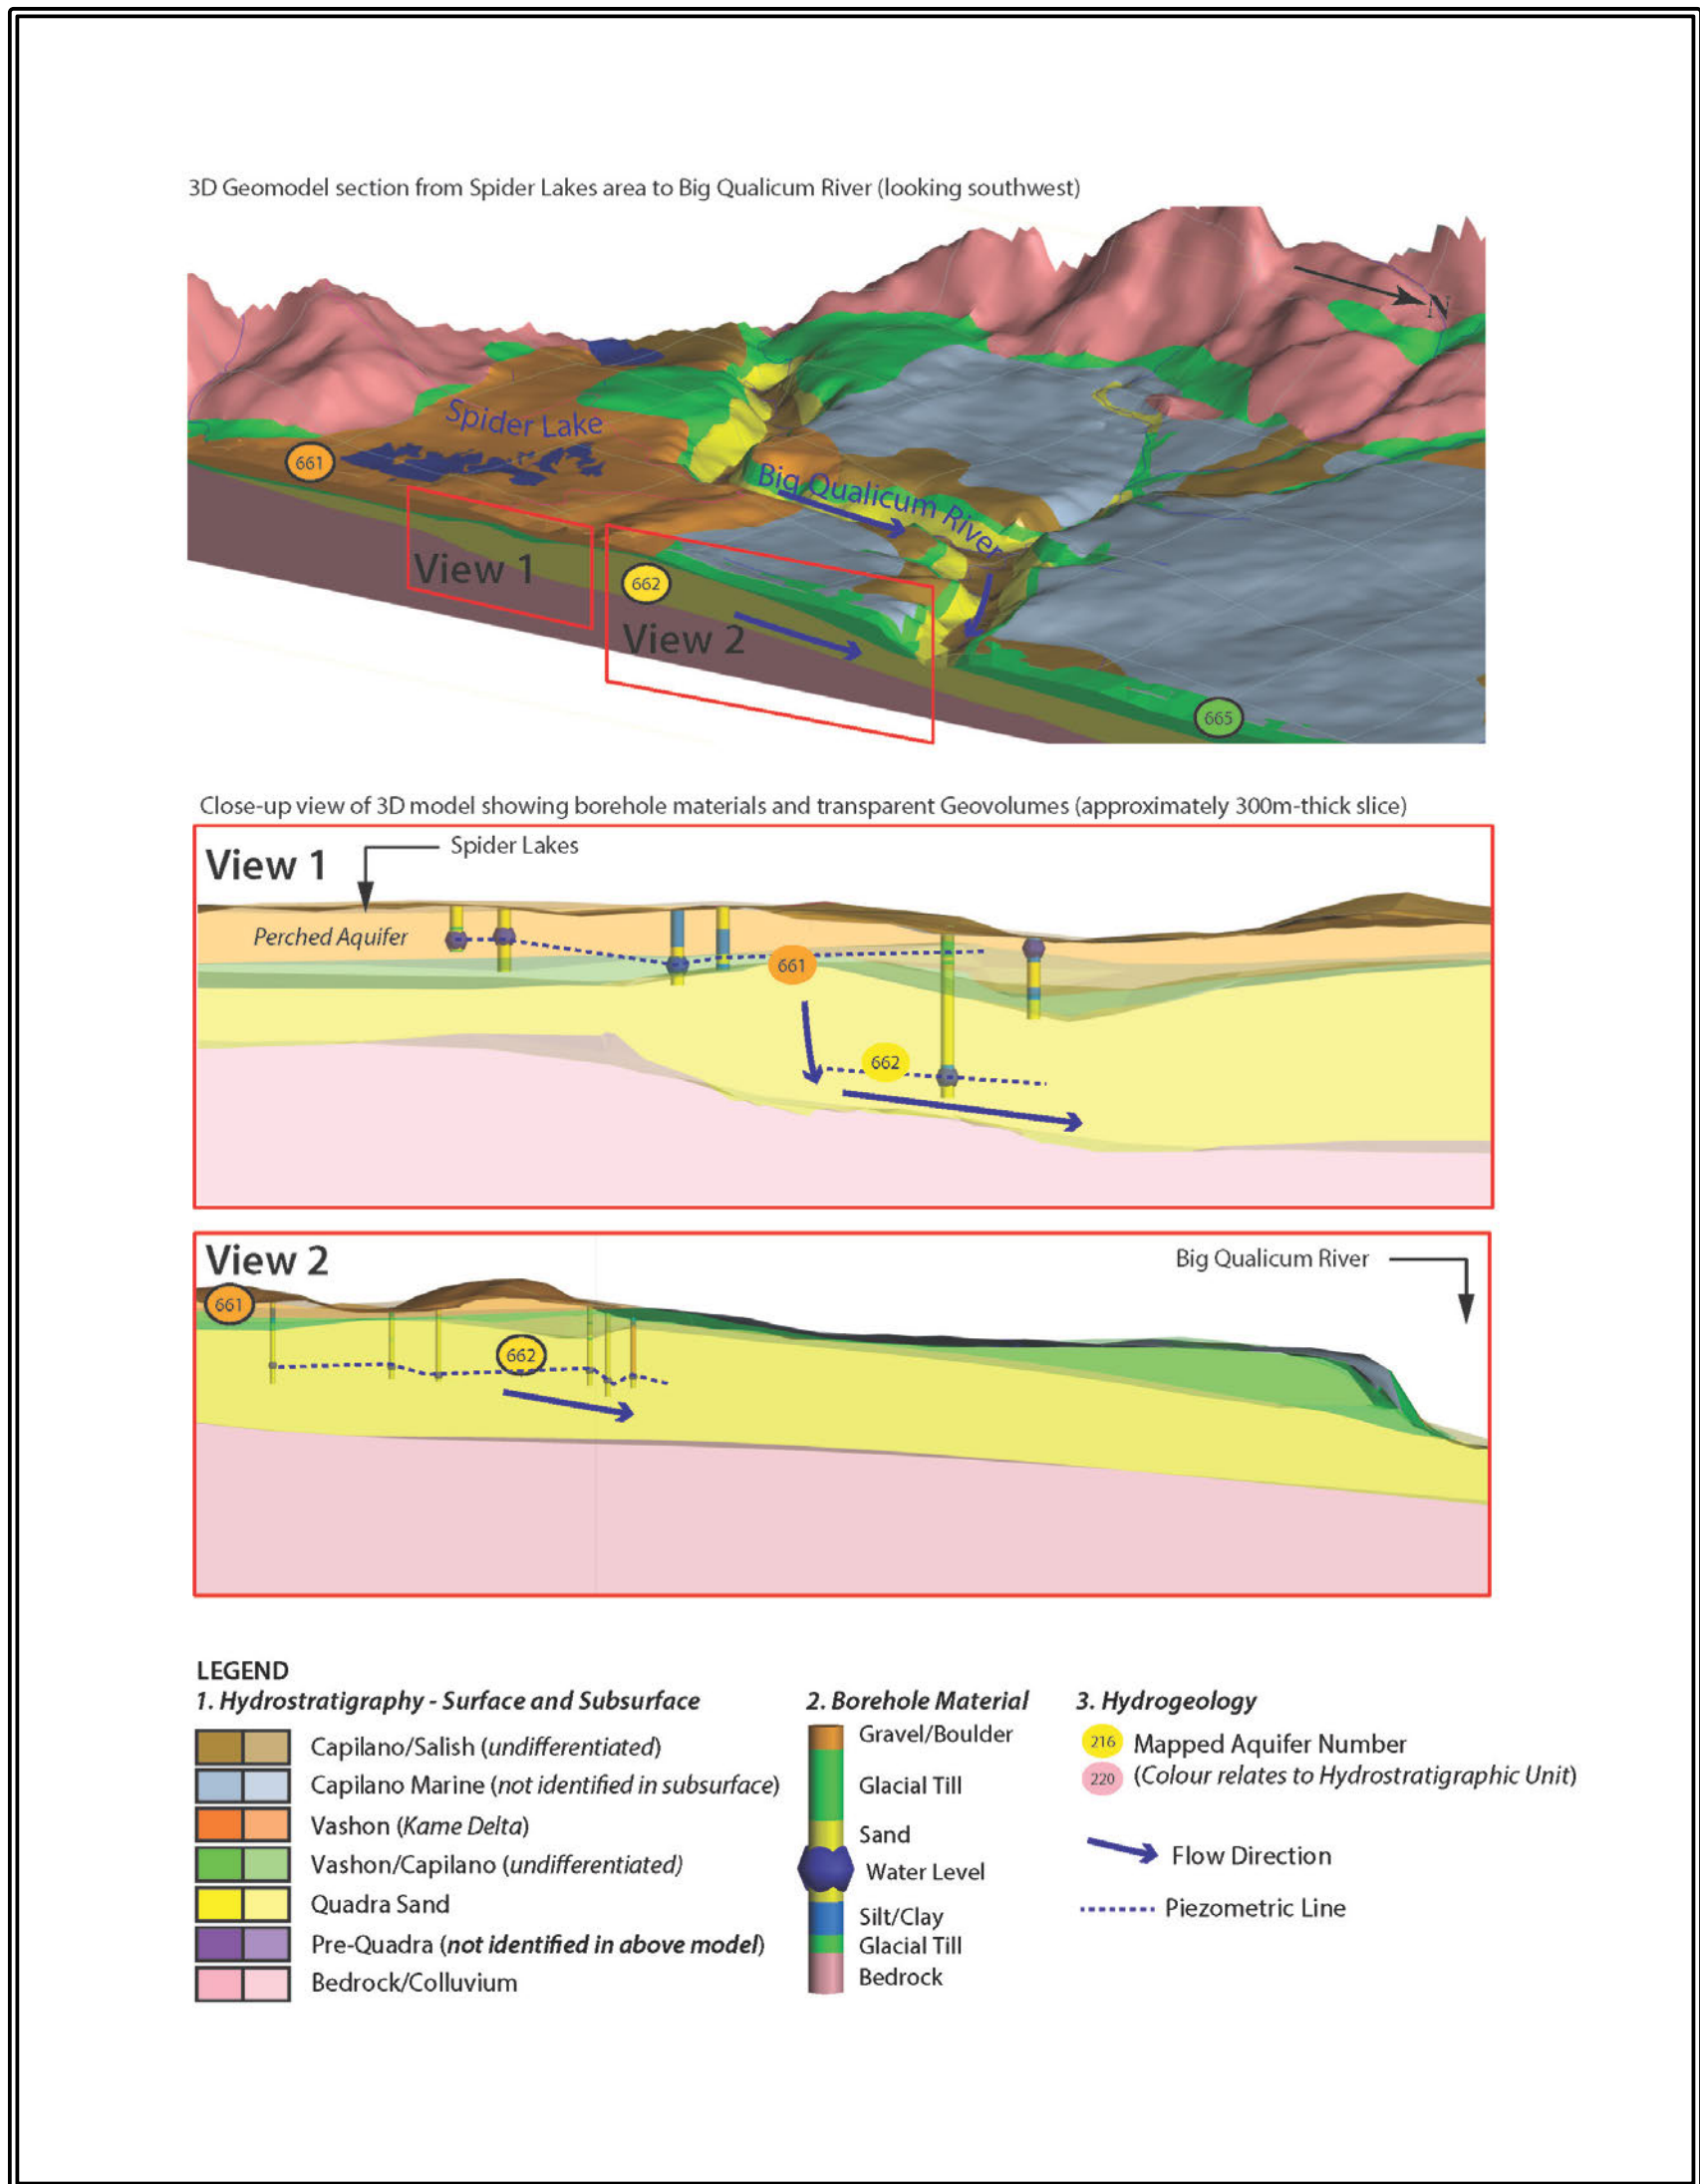 3D Geomodel section from Spider Lakes area to Big Qualicum River (looking southwest)
N
Spider Lake
661
Big Qualicum River
View 1
662
View 2
665
Close-up view of 3D model showing borehole materials and transparent Geovolumes (approximately 300m-thick slice)
View 1
Spider Lakes
Perched Aquifer
661
662
View 2
Big Qualicum River
661
662
LEGEND
1. Hydrostratigraphy - Surface and Subsurface
Capilano/Salish (undifferentiated)
Capilano Marine (not identified in subsurface)
Vashon (Kame Delta)
Vashon/Capilano (undifferentiated)
Quadra Sand
Pre-Quadra (not identified in above model)
Bedrock/Colluvium
2. Borehole Material
Gravel/Boulder
Glacial Till
Sand
Water Level
Silt/Clay
Glacial Till
Bedrock
3. Hydrogeology
216 Mapped Aquifer Number
220 (Colour relates to Hydrostratigraphic Unit)
Flow Direction
Piezometric Line